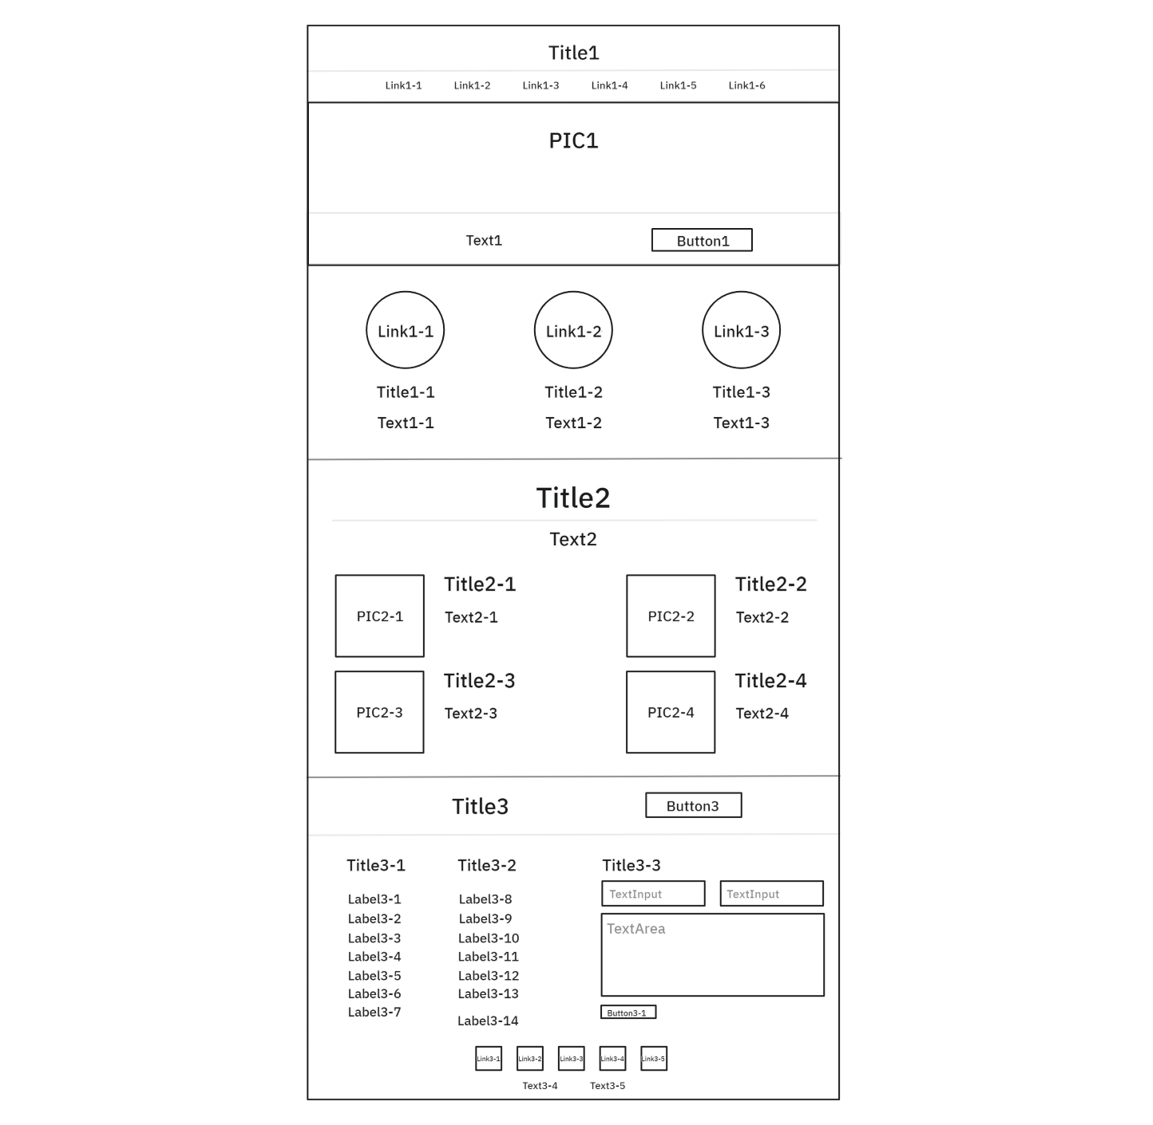 Title1
Link1-1 Link1-2 Link1-3 Link1-4 Link1-5 Link1-6
PIC1
Text1 Button1
Link1-1 Link1-2 Link1-3
Title1-1 Title1-2 Title1-3
Text1-1 Text1-2 Text1-3
Title2
Text2
PIC2-1
Title2-1
Text2-1
PIC2-2
Title2-2
Text2-2
PIC2-3
Title2-3
Text2-3
PIC2-4
Title2-4
Text2-4
Title3 Button3
Title3-1
Label3-1
Label3-2
Label3-3
Label3-4
Label3-5
Label3-6
Label3-7
Title3-2
Label3-8
Label3-9
Label3-10
Label3-11
Label3-12
Label3-13
Label3-14
Title3-3
TextInput TextInput
TextArea
Button3-1
Link3-1 Link3-2 Link3-3 Link3-4 Link3-5
Text3-4 Text3-5